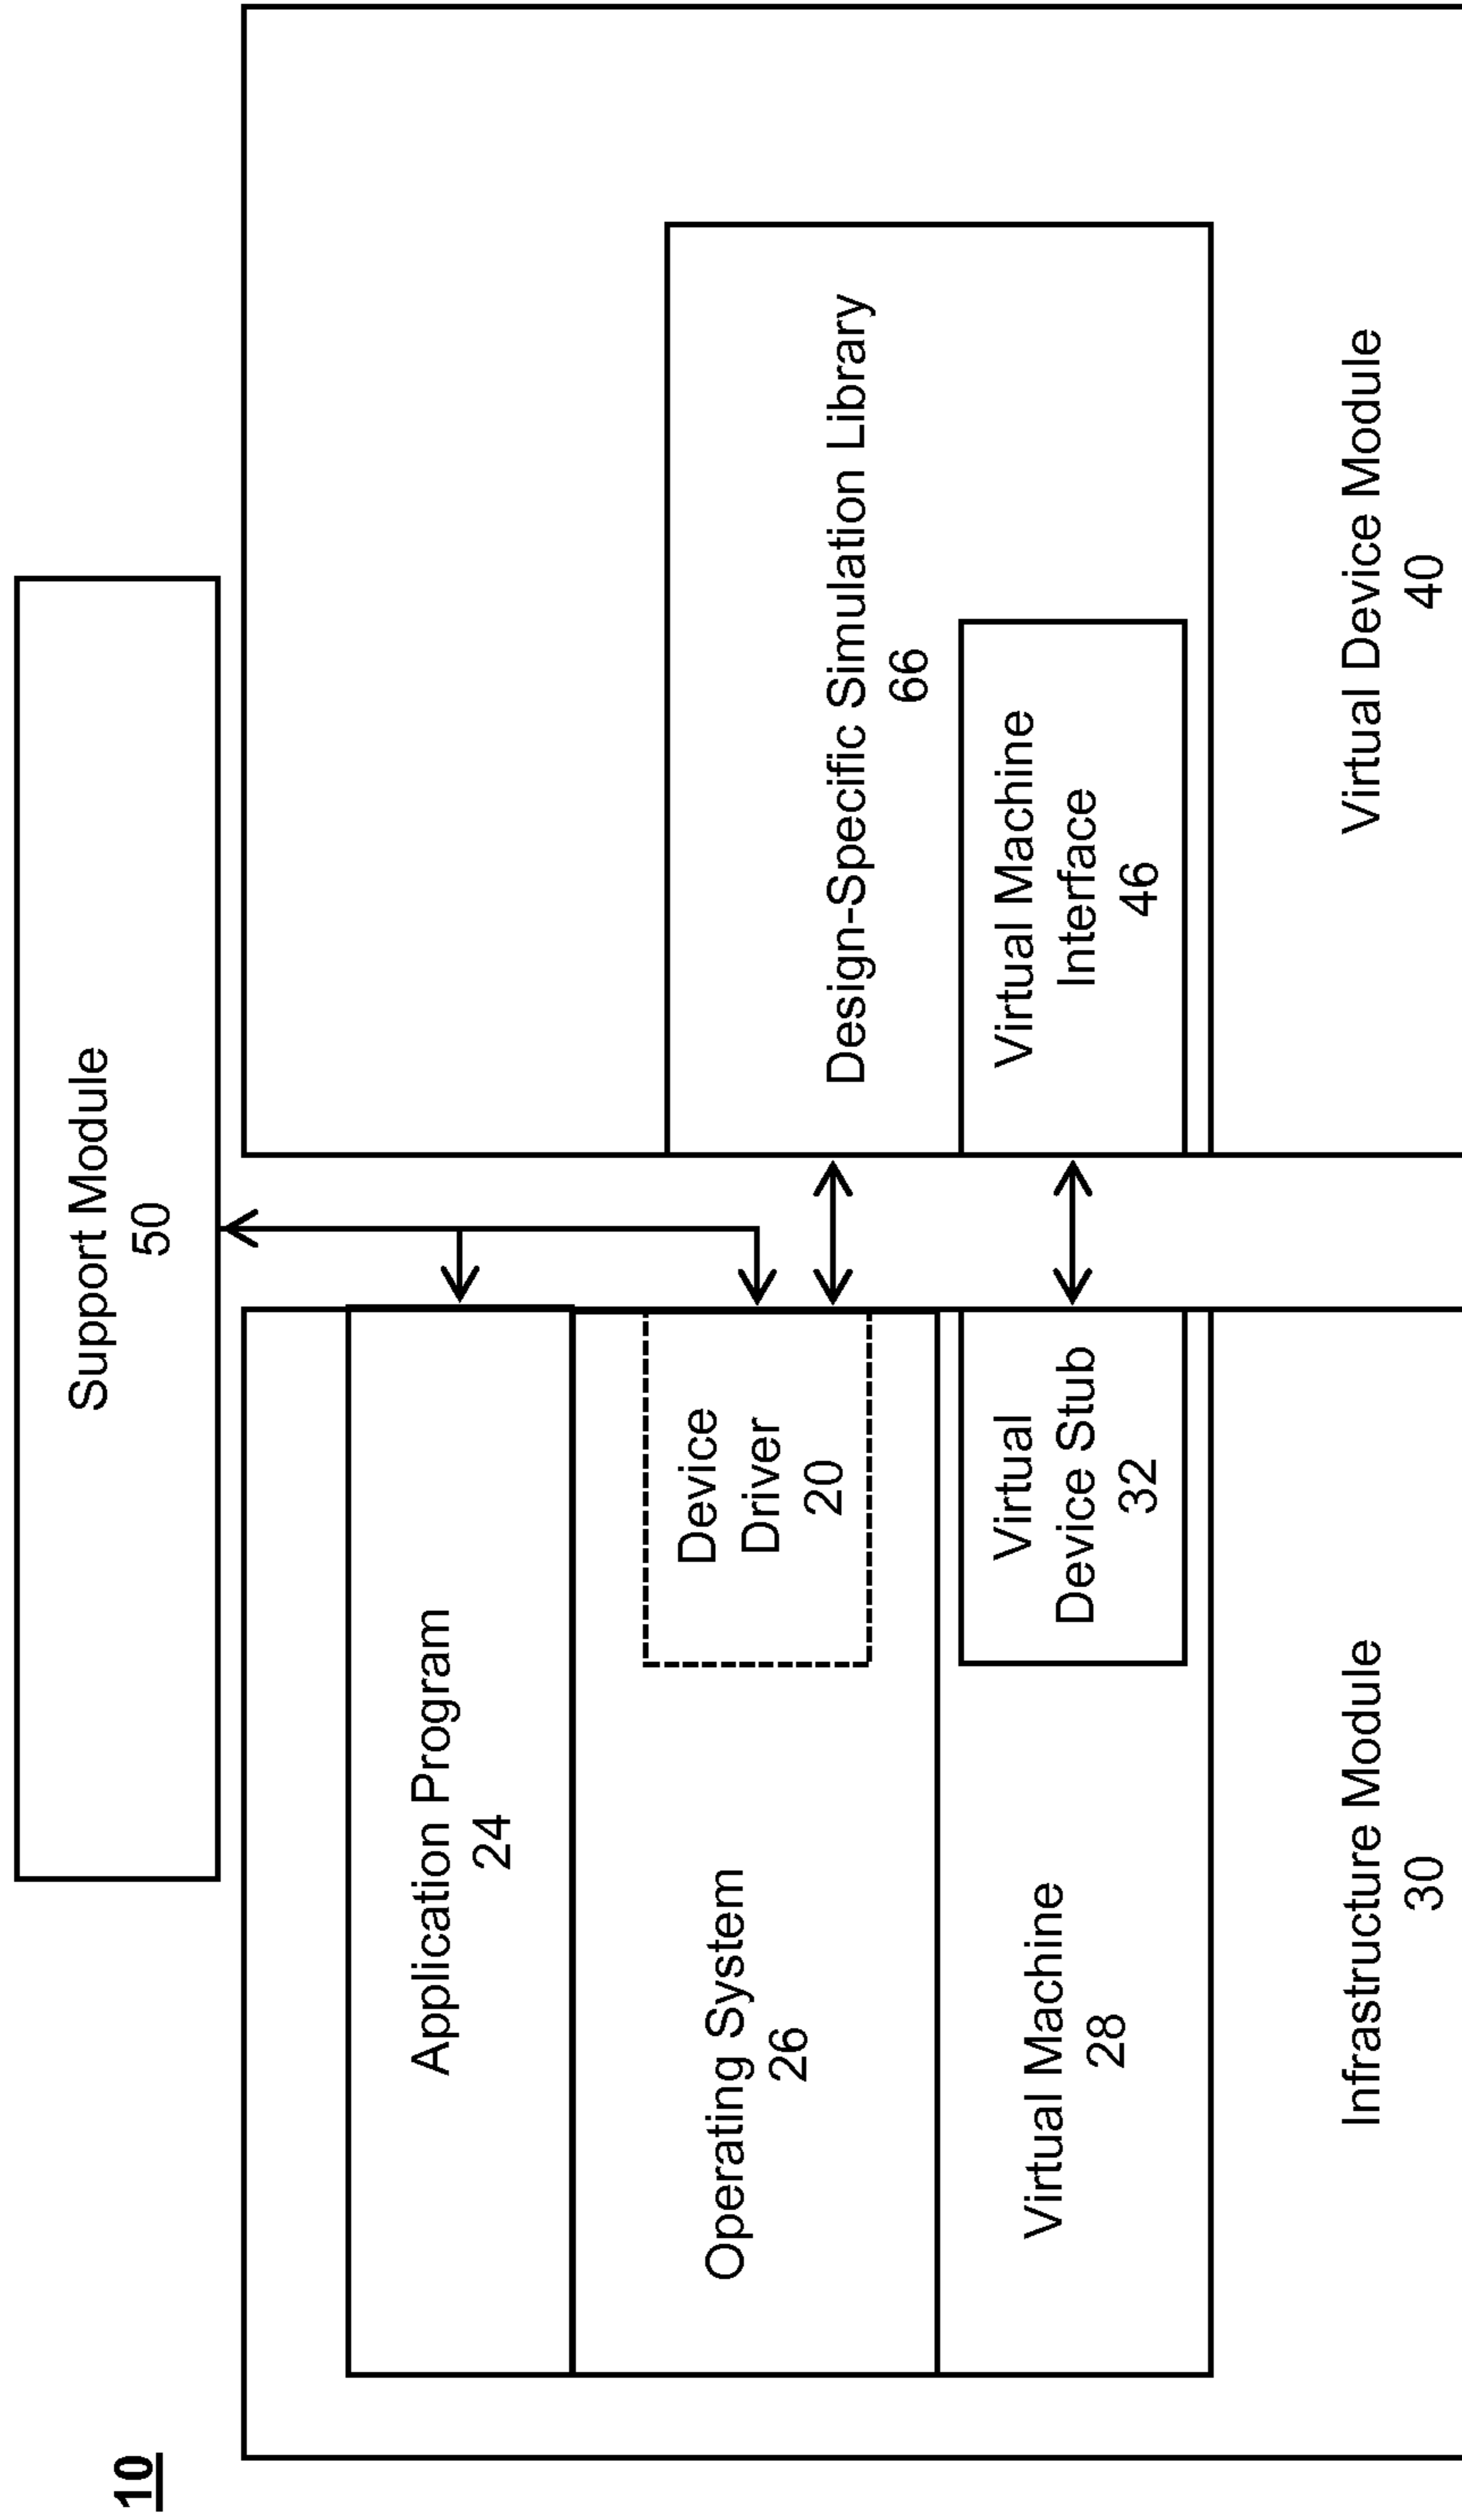 10
Support Module
50
Application Program
24
Operating System
26
Device
Driver
20
Virtual Machine
28
Virtual
Device Stub
32
Infrastructure Module
30
Design-Specific Simulation Library
66
Virtual Machine
Interface
46
Virtual Device Module
40